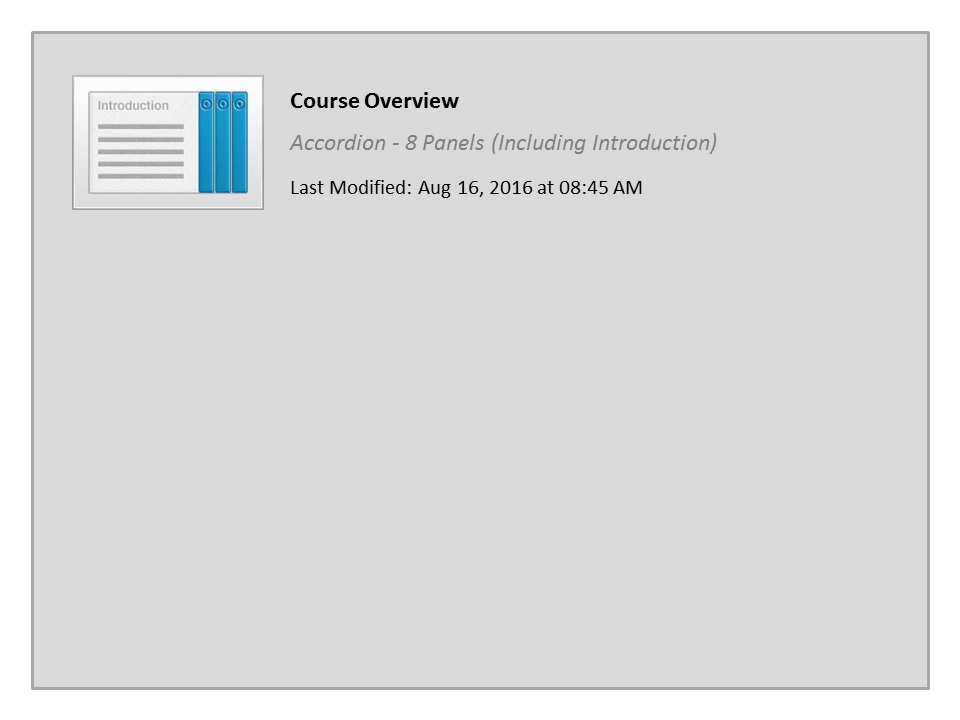 Introduction
Course Overview
Accordion - 8 Panels (Including Introduction)
Last Modified: Aug 16, 2016 at 08:45 AM